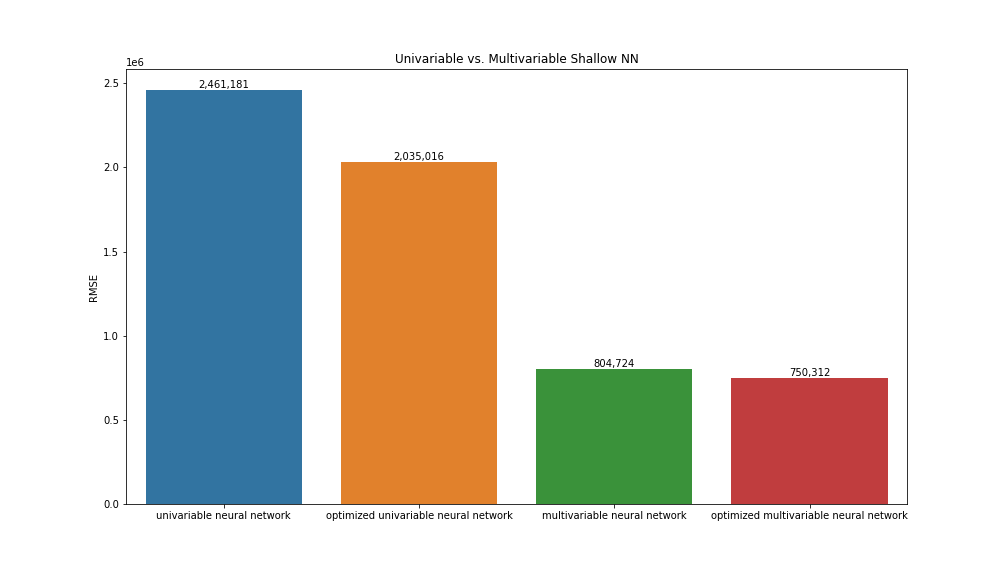 Univariable vs. Multivariable Shallow NN
1e6
2.5
2.0
1.5
1.0
0.5
0.0
RMSE
2,461,181
2,035,016
804,724
750,312
univariable neural network
optimized univariable neural network
multivariable neural network
optimized multivariable neural network